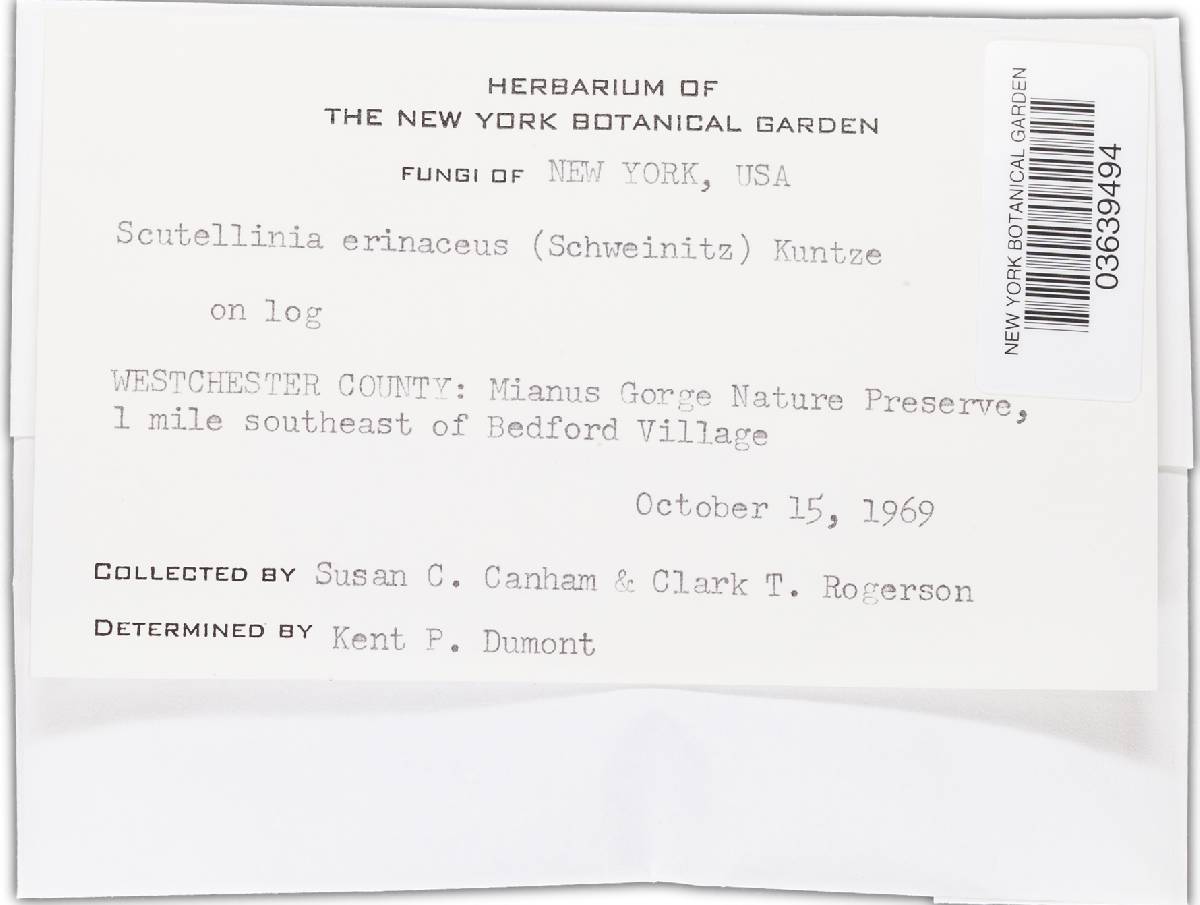 HERBARIUM OF
THE NEW YORK BOTANICAL GARDEN
FUNGI OF NEW YORK, USA
Scutellinia erinaceus (Schweinitz) Kuntze
on log
WESTCHESTER COUNTY: Mianus Gorge Nature Preserve,
1 mile southeast of Bedford Village
October 15, 1969
COLLECTED BY Susan C. Canham & Clark T. Rogerson
DETERMINED BY Kent P. Dumont
NEW YORK BOTANICAL GARDEN
03639494